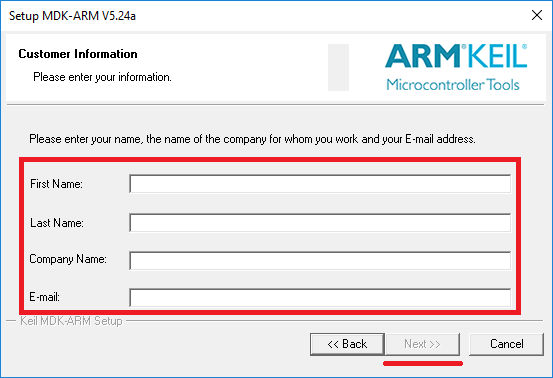 Setup MDK-ARM V5.24a
Customer Information
Please enter your information.
ARM®KEIL®
Microcontroller Tools
Please enter your name, the name of the company for whom you work and your E-mail address.
First Name:
Last Name:
Company Name:
E-mail:
Keil MDK-ARM Setup
<< Back
Next >>
Cancel